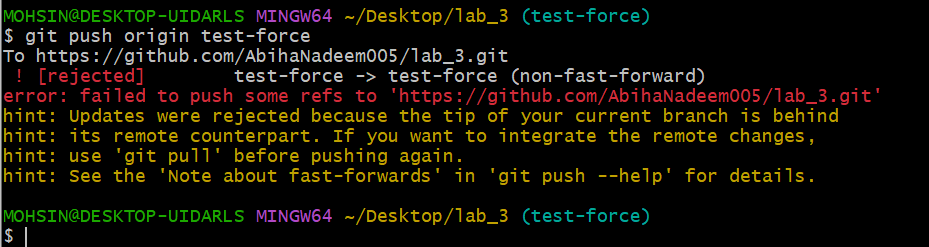 MOHSIN@DESKTOP-UIDARLS MINGW64 ~/Desktop/lab_3 (test-force)
$ git push origin test-force
To https://github.com/AbihaNadeem005/lab_3.git
 ! [rejected]        test-force -> test-force (non-fast-forward)
error: failed to push some refs to 'https://github.com/AbihaNadeem005/lab_3.git'
hint: Updates were rejected because the tip of your current branch is behind
hint: its remote counterpart. If you want to integrate the remote changes,
hint: use 'git pull' before pushing again.
hint: See the 'Note about fast-forwards' in 'git push --help' for details.
MOHSIN@DESKTOP-UIDARLS MINGW64 ~/Desktop/lab_3 (test-force)
$